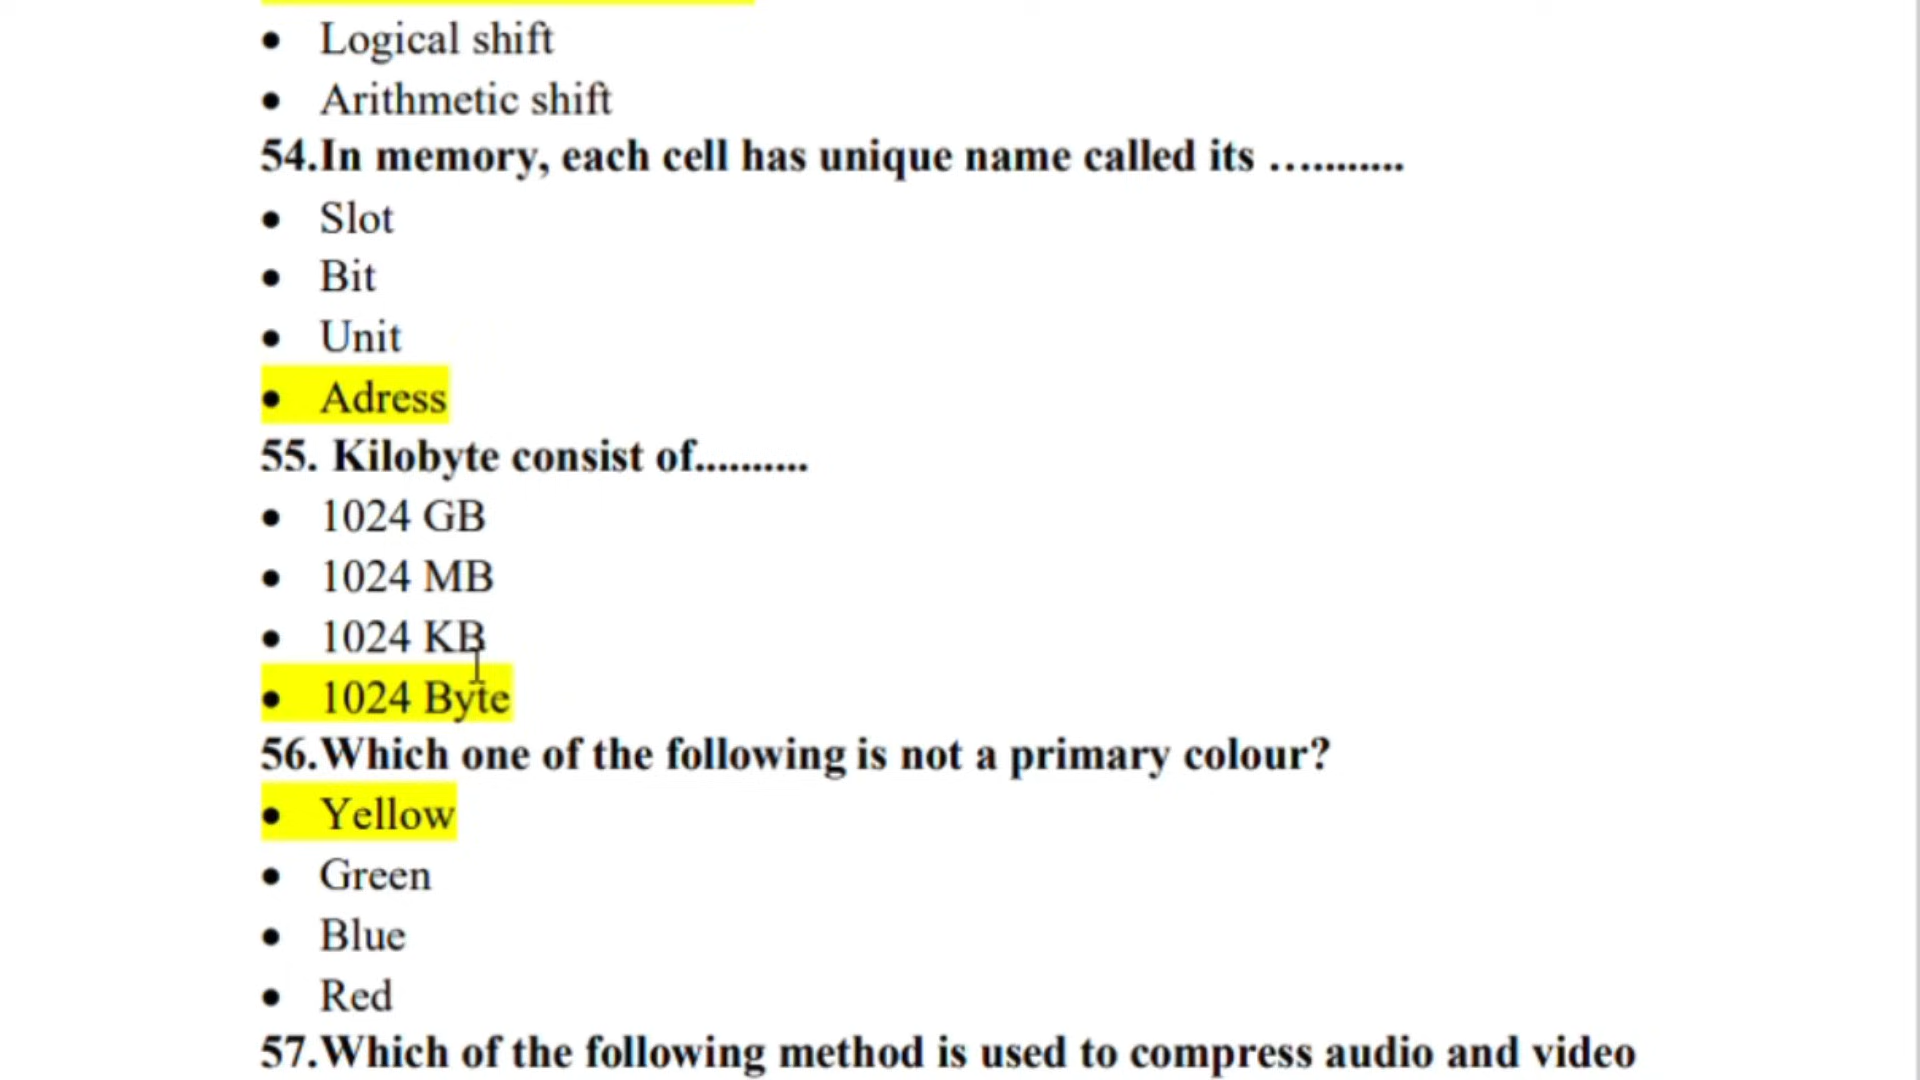 • Logical shift
• Arithmetic shift
54.In memory, each cell has unique name called its ….........
• Slot
• Bit
• Unit
• Adress
55. Kilobyte consist of..........
• 1024 GB
• 1024 MB
• 1024 KB
• 1024 Byte
56.Which one of the following is not a primary colour?
• Yellow
• Green
• Blue
• Red
57.Which of the following method is used to compress audio and video